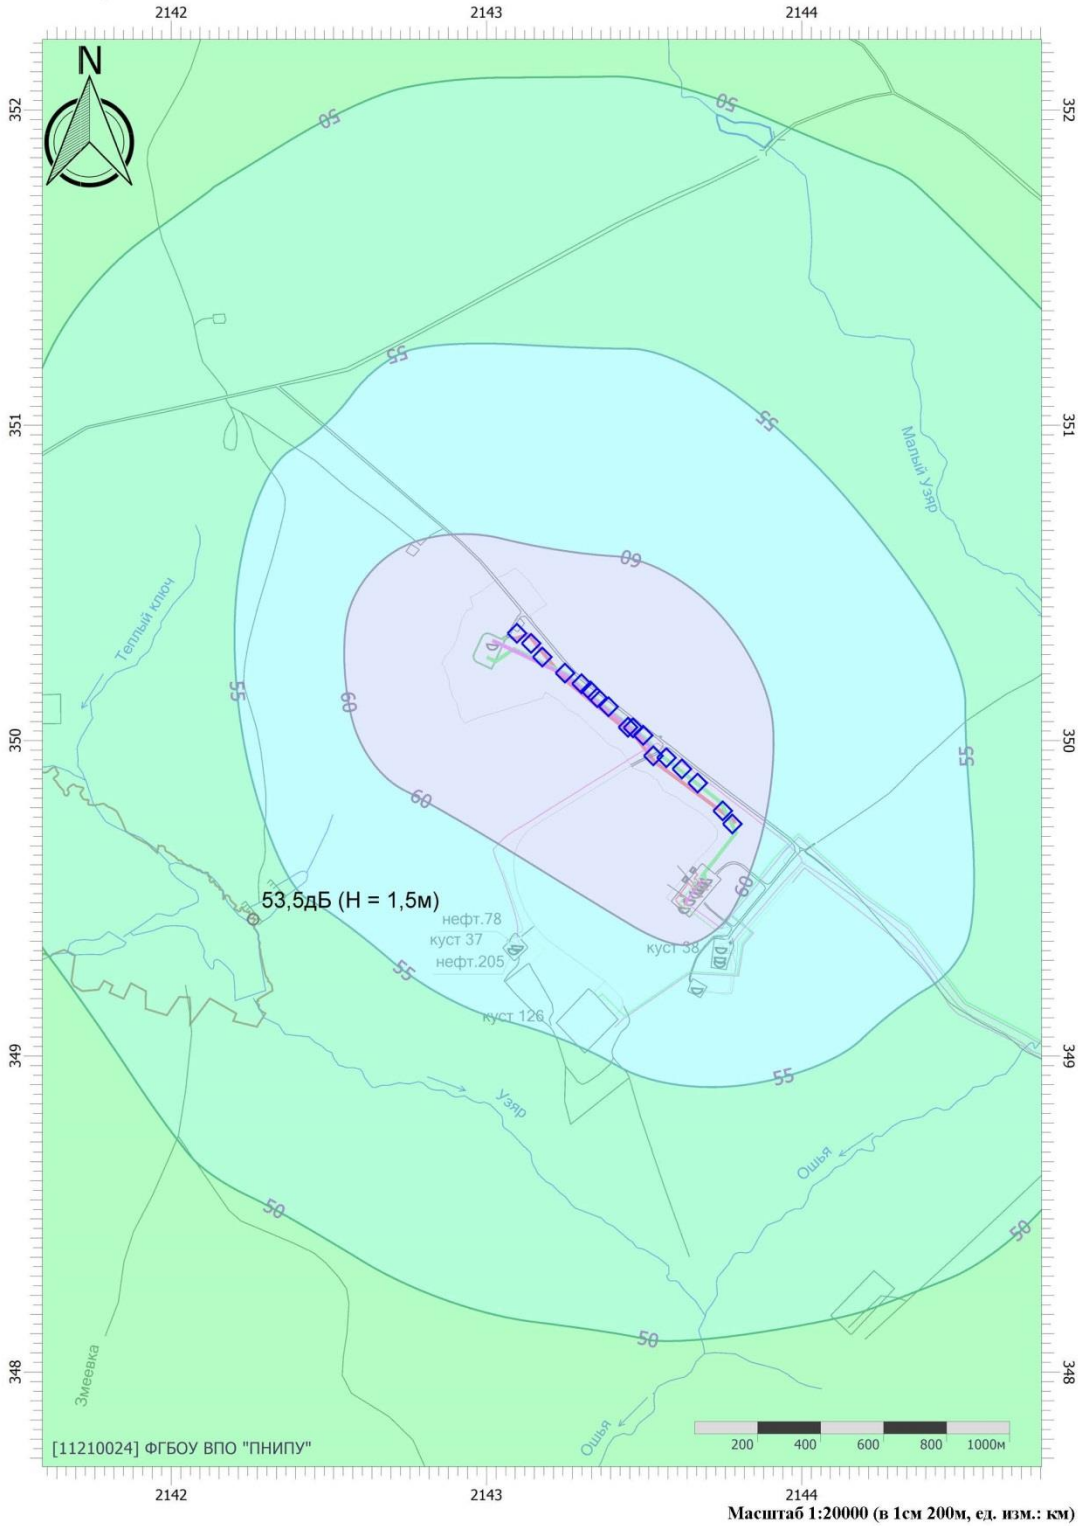 2142 2143 2144
N
352 50 50 352
55
351 55 351
Малый Узяр
60
Теплый ключ
55 60
350 55 350
60
53,5дБ (H = 1,5м) 60
нефт.78
куст 37 куст 38
нефт.205
55
куст 126
349 55 349
Узяр
Ошья
50 50
50
348 Змеевка 348
Ошья
200 400 600 800 1000м
[11210024] ФГБОУ ВПО "ПНИПУ"
2142 2143 2144
Масштаб 1:20000 (в 1см 200м, ед. изм.: км)